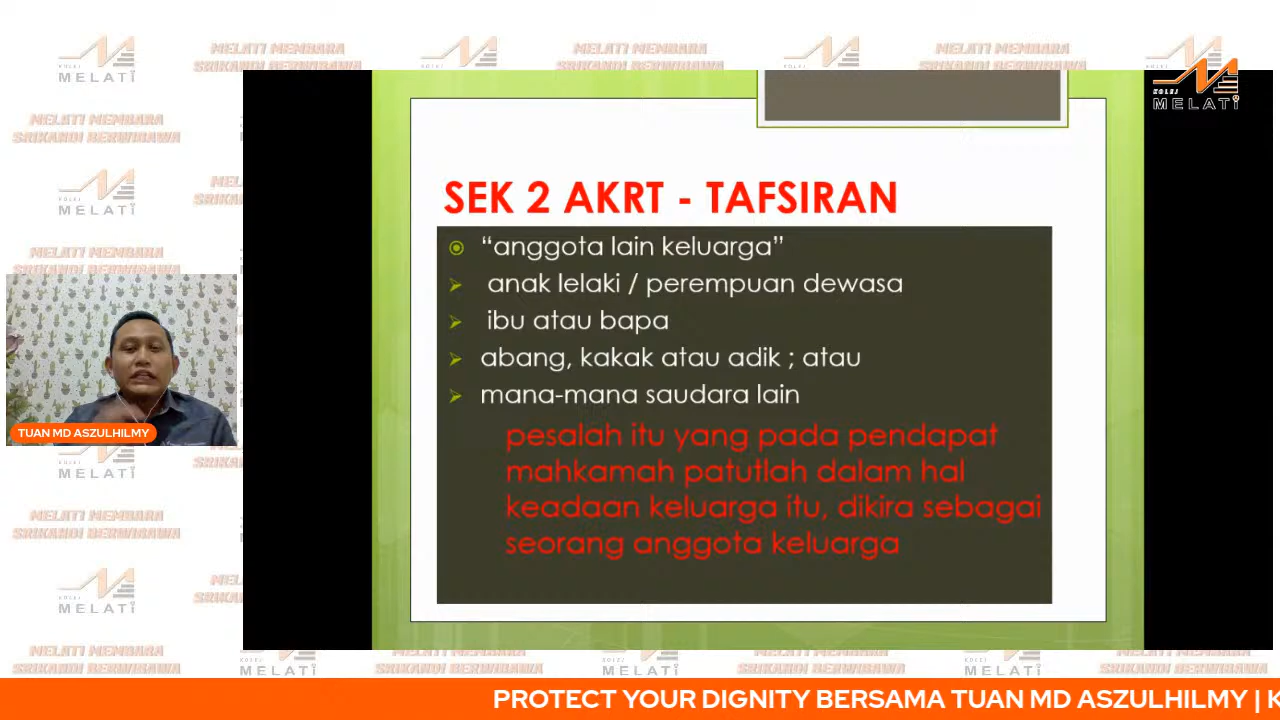 MELATI MEMBARA
SRIKANDI BERWIBAWA
KOLEJ
MELATI
SEK 2 AKRT - TAFSIRAN
“anggota lain keluarga”
anak lelaki / perempuan dewasa
ibu atau bapa
abang, kakak atau adik ; atau
mana-mana saudara lain
pesalah itu yang pada pendapat
mahkamah patutlah dalam hal
keadaan keluarga itu, dikira sebagai
seorang anggota keluarga
TUAN MD ASZULHILMY
PROTECT YOUR DIGNITY BERSAMA TUAN MD ASZULHILMY | K